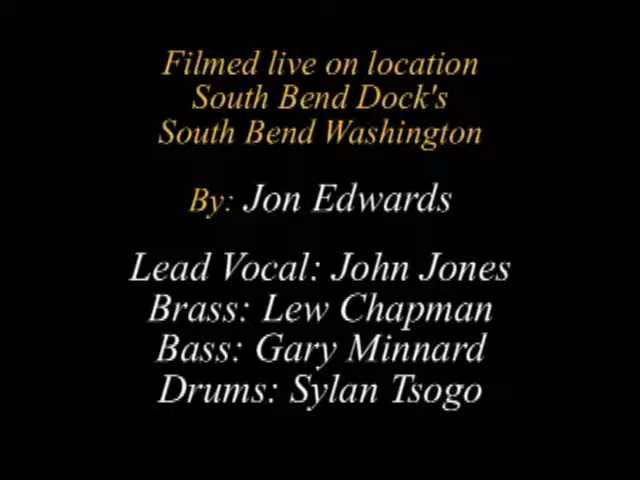 Filmed live on location
South Bend Dock's
South Bend Washington
By: Jon Edwards
Lead Vocal: John Jones
Brass: Lew Chapman
Bass: Gary Minnard
Drums: Sylan Tsogo